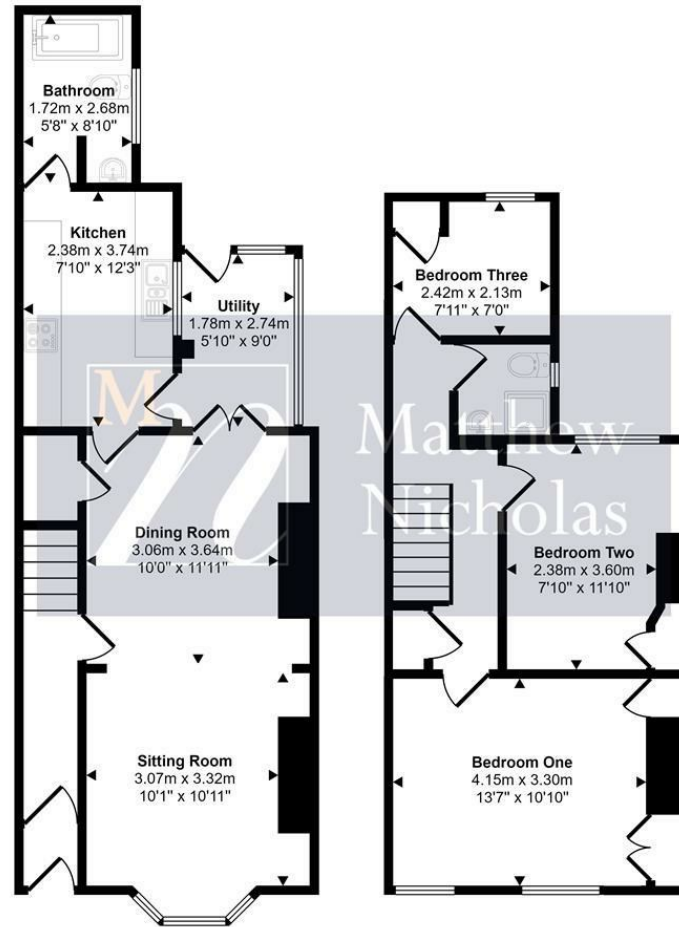 Bathroom
1.72m x 2.68m
5'8" x 8'10"
Kitchen
2.38m x 3.74m
7'10" x 12'3"
Utility
1.78m x 2.74m
5'10" x 9'0"
Dining Room
3.06m x 3.64m
10'0" x 11'11"
Sitting Room
3.07m x 3.32m
10'1" x 10'11"
Bedroom Three
2.42m x 2.13m
7'11" x 7'0"
Bedroom Two
2.38m x 3.60m
7'10" x 11'10"
Bedroom One
4.15m x 3.30m
13'7" x 10'10"
M
n
Matthew
Nicholas